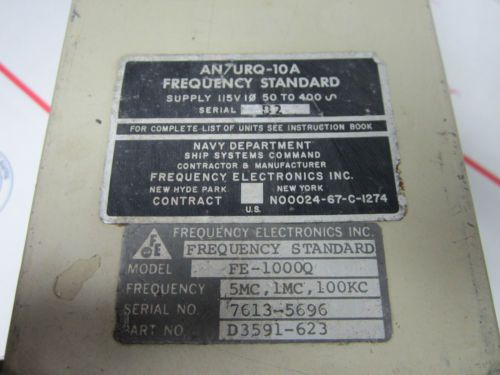 AN/URQ-10A
FREQUENCY STANDARD
SUPPLY 115V 1Ø 50 TO 400 ∿
SERIAL 32
FOR COMPLETE LIST OF UNITS SEE INSTRUCTION BOOK
NAVY DEPARTMENT
SHIP SYSTEMS COMMAND
CONTRACTOR & MANUFACTURER
FREQUENCY ELECTRONICS INC.
NEW HYDE PARK NEW YORK
CONTRACT N00024-67-C-1274
U.S.
FREQUENCY ELECTRONICS INC.
FE FREQUENCY STANDARD
MODEL FE-1000Q
FREQUENCY 5MC, 1MC, 100KC
SERIAL NO. 7613-5696
PART NO. D3591-623